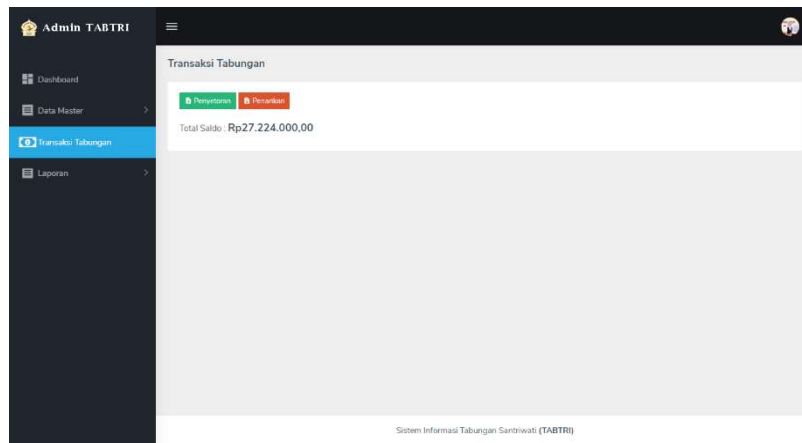 Admin TABTRI
Transaksi Tabungan
Dashboard
Data Master
Transaksi Tabungan
Laporan
Penyetoran Penarikan
Total Saldo : Rp27.224.000,00
Sistem Informasi Tabungan Santriwati (TABTRI)